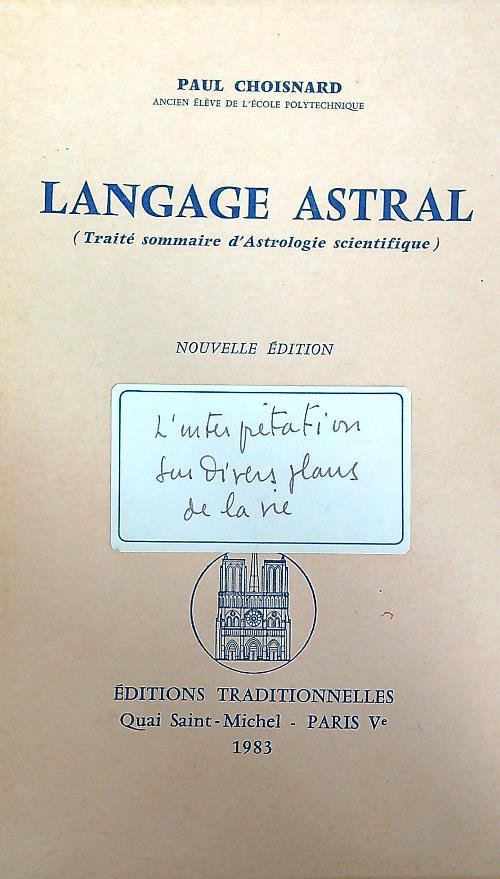 PAUL CHOISNARD
ANCIEN ÉLÈVE DE L'ÉCOLE POLYTECHNIQUE
LANGAGE ASTRAL
(Traité sommaire d'Astrologie scientifique)
NOUVELLE ÉDITION
L'interprétation
sur divers plans
de la vie
ÉDITIONS TRADITIONNELLES
Quai Saint-Michel - PARIS Vᵉ
1983